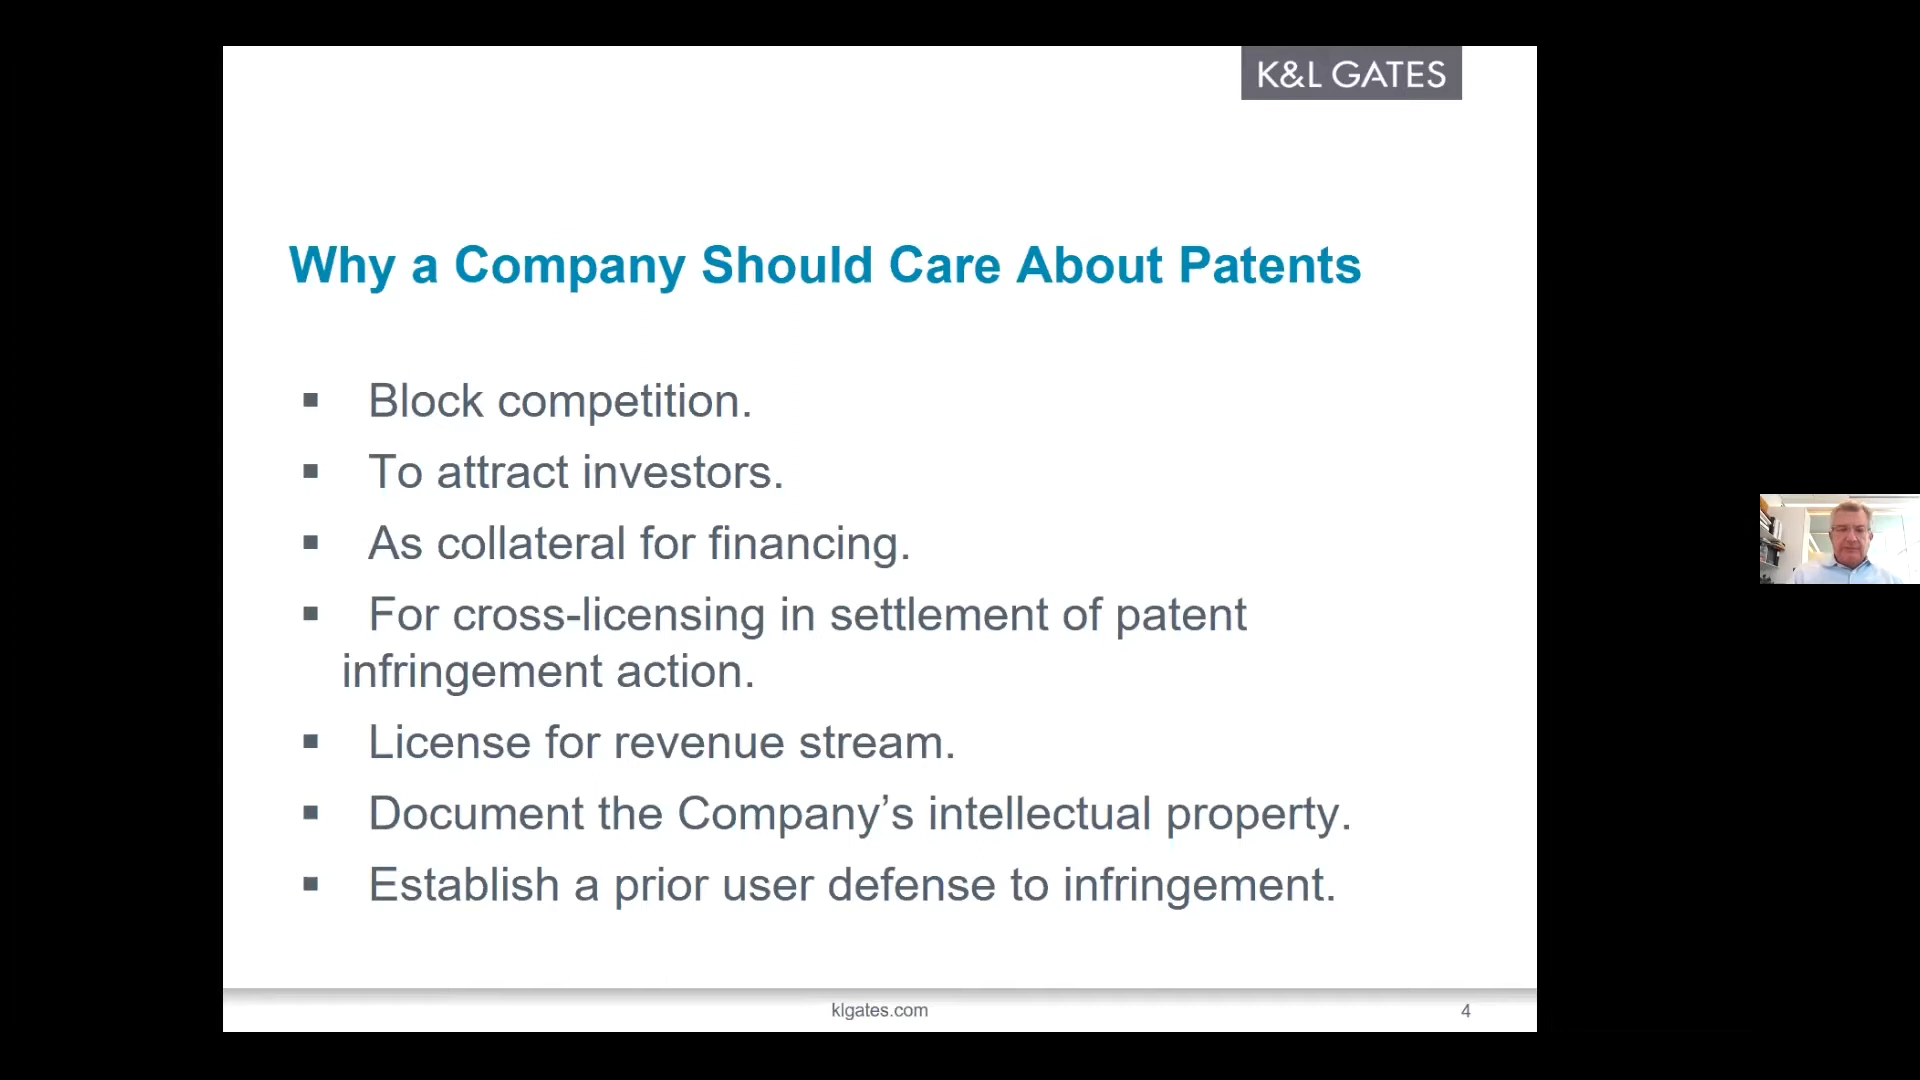 K&L GATES
Why a Company Should Care About Patents
▪ Block competition.
▪ To attract investors.
▪ As collateral for financing.
▪ For cross-licensing in settlement of patent
infringement action.
▪ License for revenue stream.
▪ Document the Company’s intellectual property.
▪ Establish a prior user defense to infringement.
klgates.com
4